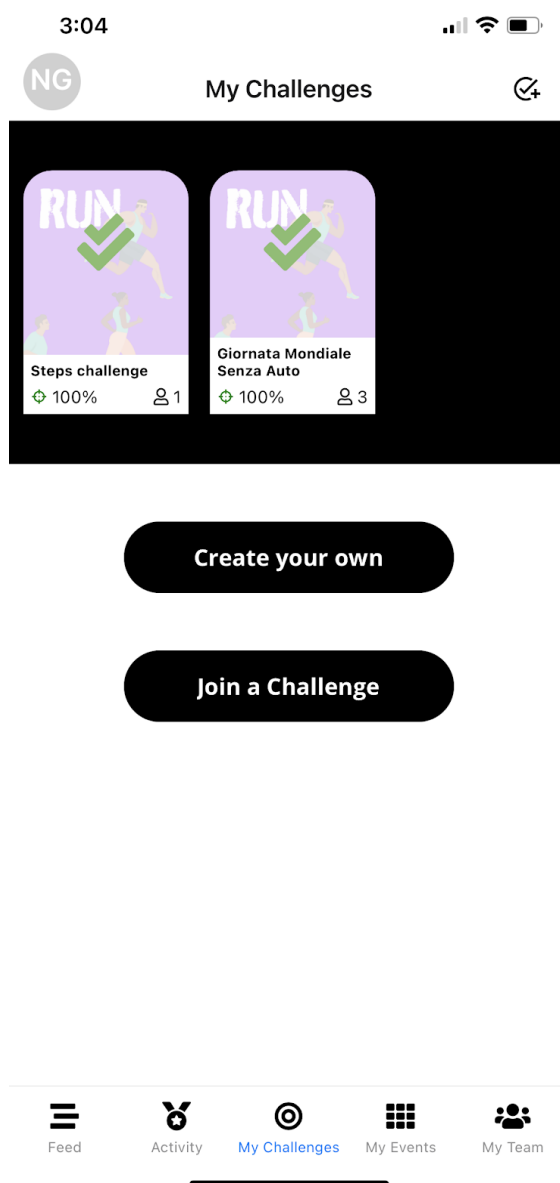 3:04
NG
My Challenges
RUN
RUN
Steps challenge
100%
1
Giornata Mondiale
Senza Auto
100%
3
Create your own
Join a Challenge
Feed
Activity
My Challenges
My Events
My Team